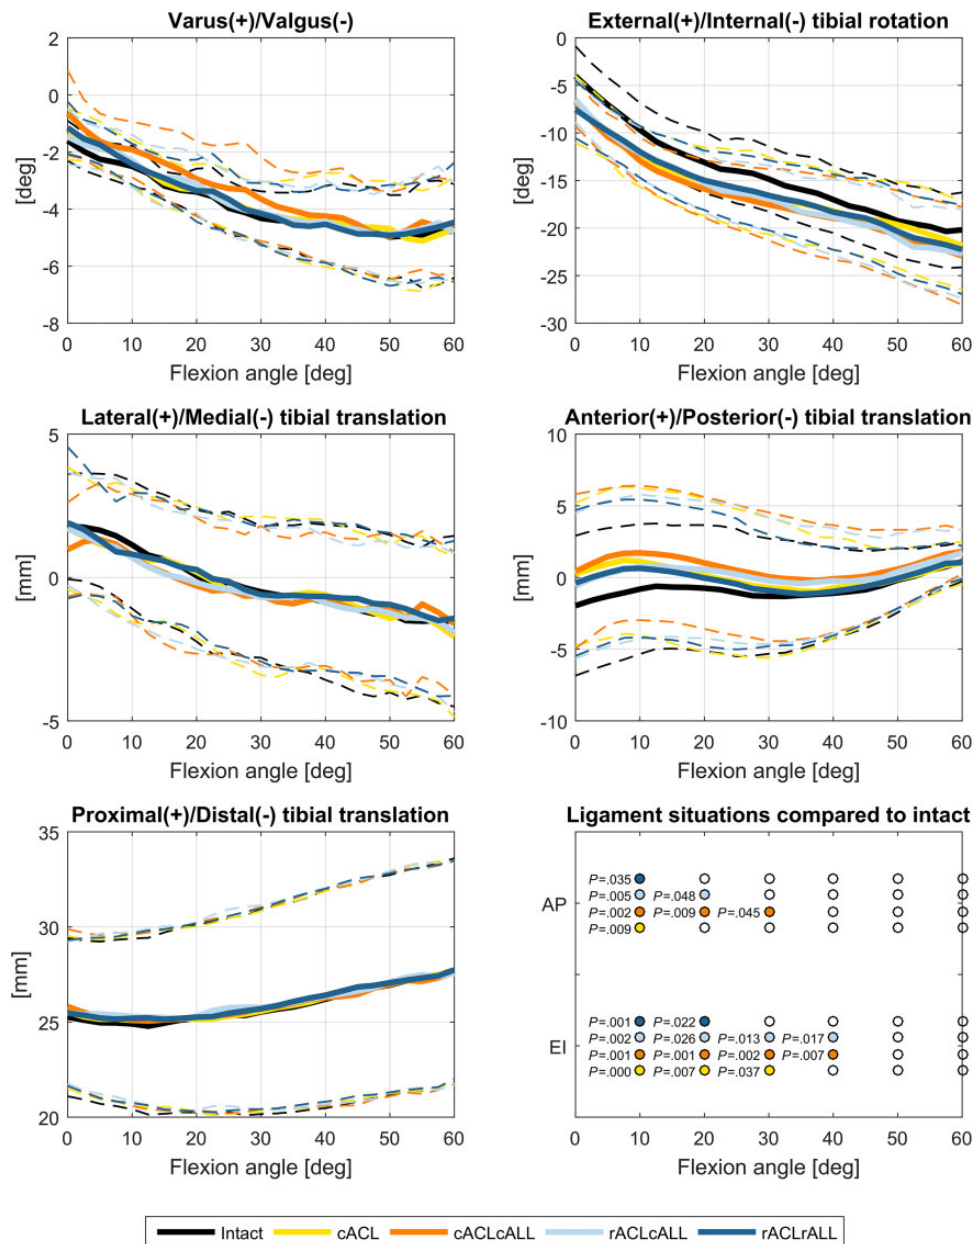 Varus(+)/Valgus(-)
2
0
-2
-4
-6
-8
[deg]
0 10 20 30 40 50 60
Flexion angle [deg]
External(+)/Internal(-) tibial rotation
0
-5
-10
-15
-20
-25
-30
[deg]
0 10 20 30 40 50 60
Flexion angle [deg]
Lateral(+)/Medial(-) tibial translation
5
0
-5
[mm]
0 10 20 30 40 50 60
Flexion angle [deg]
Anterior(+)/Posterior(-) tibial translation
10
5
0
-5
-10
[mm]
0 10 20 30 40 50 60
Flexion angle [deg]
Proximal(+)/Distal(-) tibial translation
35
30
25
20
[mm]
0 10 20 30 40 50 60
Flexion angle [deg]
Ligament situations compared to intact
AP
P=.035
P=.005 P=.048
P=.002 P=.009 P=.045
P=.009
EI
P=.001 P=.022
P=.002 P=.026 P=.013 P=.017
P=.001 P=.001 P=.002 P=.007
P=.000 P=.007 P=.037
0 10 20 30 40 50 60
Flexion angle [deg]
Intact cACL cACLcALL rACLcALL rACLrALL